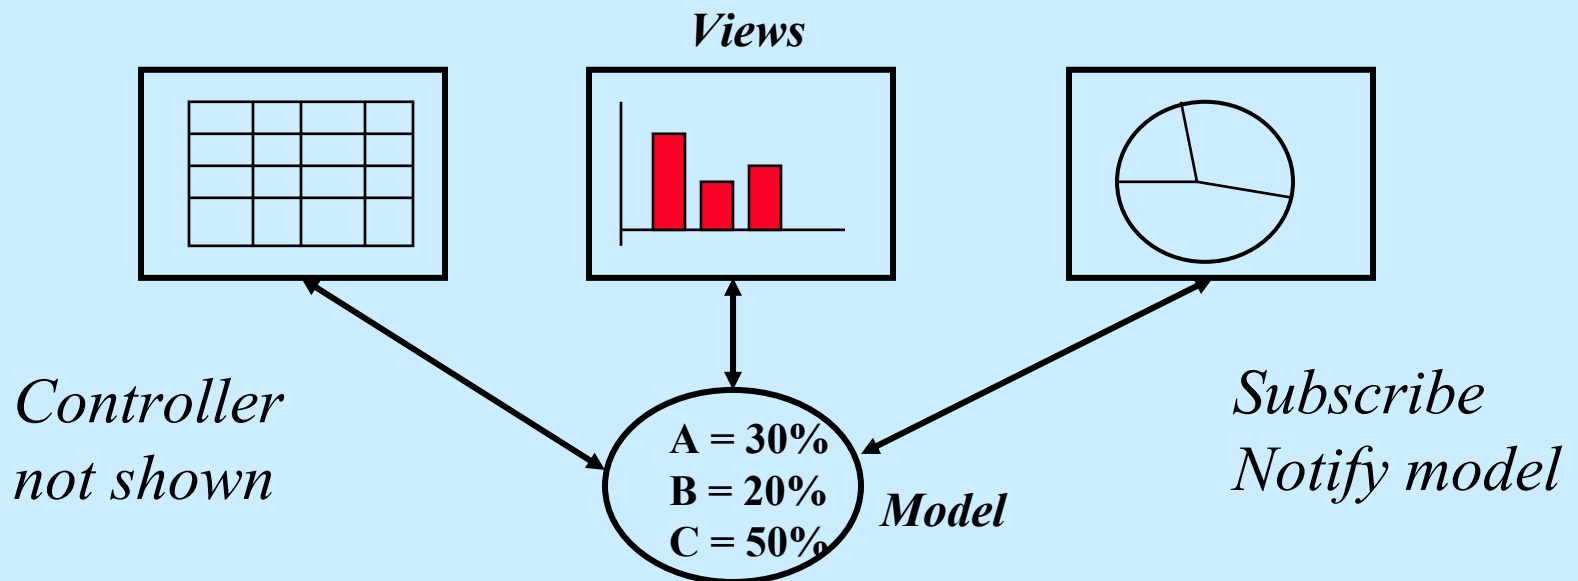 Views
Controller
not shown
A = 30%
B = 20%
C = 50%
Model
Subscribe
Notify model